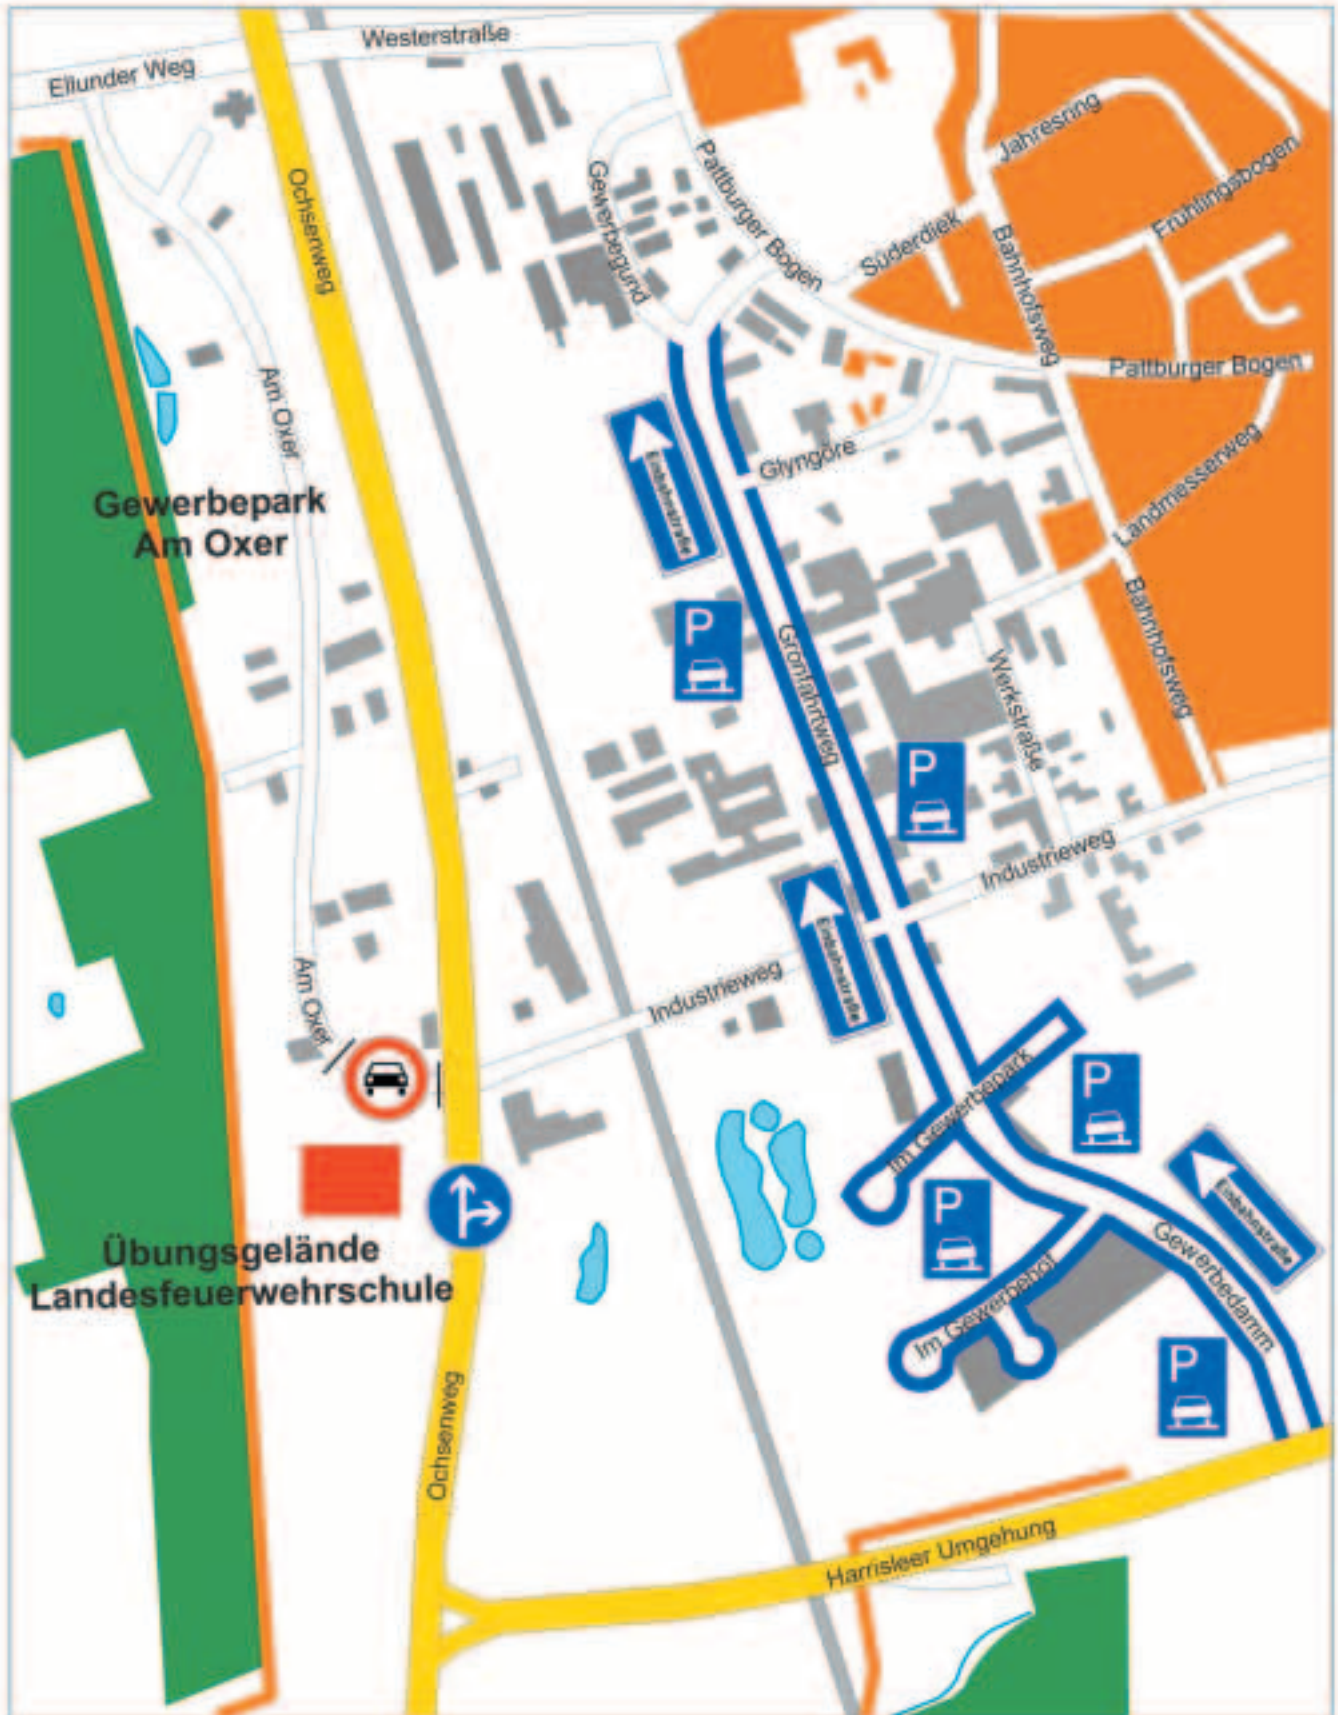 Westerstraße
Ellunder Weg
Jahresring
Frühlingsbogen
Pattburger Bogen
Gewerbegrund
Ochsenweg
Süderdiek
Bahnhofsweg
Pattburger Bogen
Am Oxer
Einbahnstraße
Glyngöre
Landmesserweg
Gewerbepark
Am Oxer
Bahnhofsweg
P
Gronfahrtweg
Werkstraße
P
Industrieweg
Einbahnstraße
Am Oxer
Industrieweg
Im Gewerbepark
P
P
Einbahnstraße
Übungsgelände
Landesfeuerwehrschule
Gewerbedamm
Im Gewerbehof
P
Ochsenweg
Harrisleer Umgehung